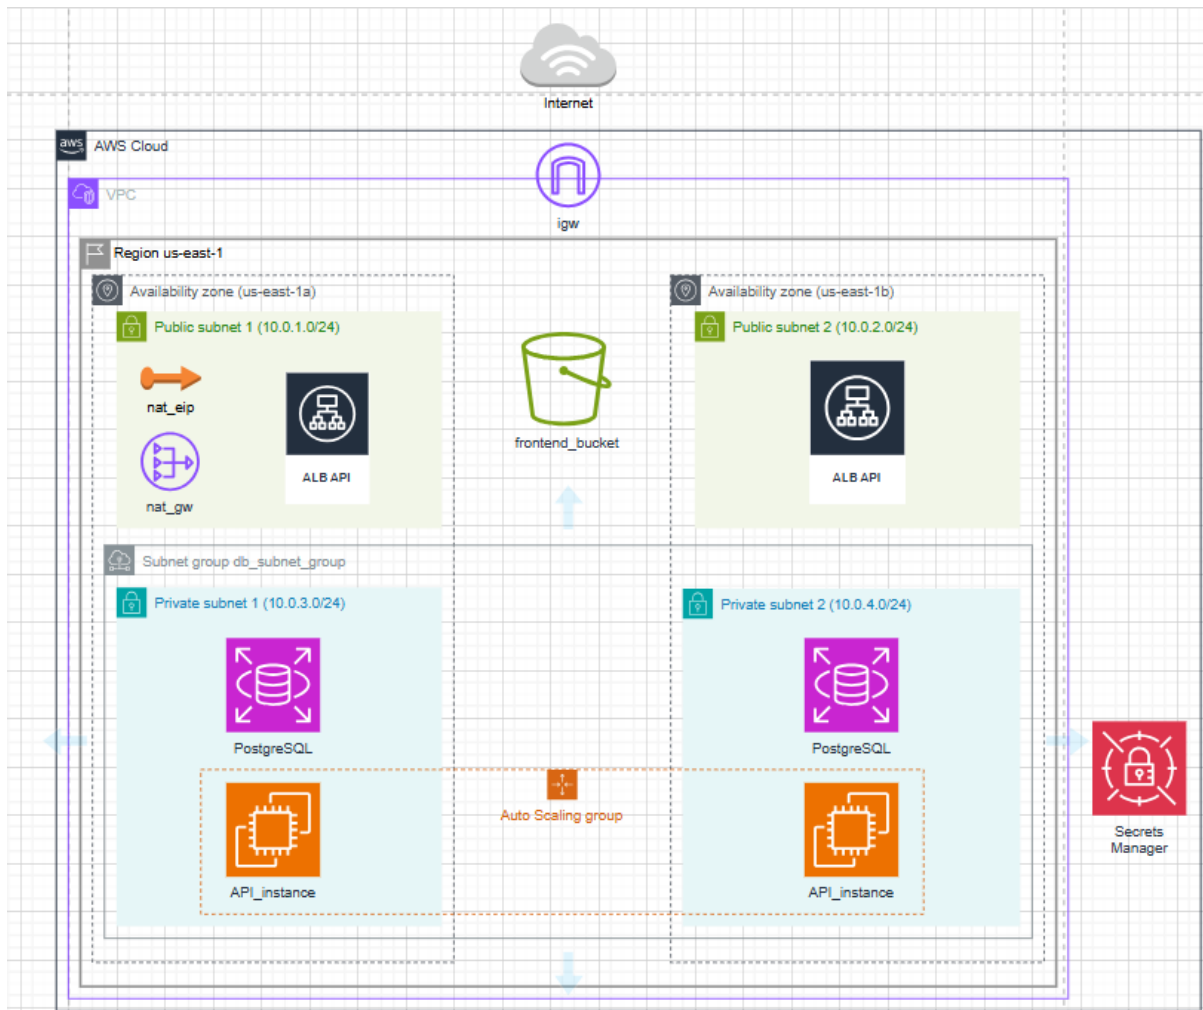 Internet
aws
AWS Cloud
VPC
igw
Region us-east-1
Availability zone (us-east-1a)
Availability zone (us-east-1b)
Public subnet 1 (10.0.1.0/24)
Public subnet 2 (10.0.2.0/24)
nat_eip
frontend_bucket
ALB API
ALB API
nat_gw
Subnet group db_subnet_group
Private subnet 1 (10.0.3.0/24)
Private subnet 2 (10.0.4.0/24)
PostgreSQL
PostgreSQL
Auto Scaling group
Secrets
Manager
API_instance
API_instance